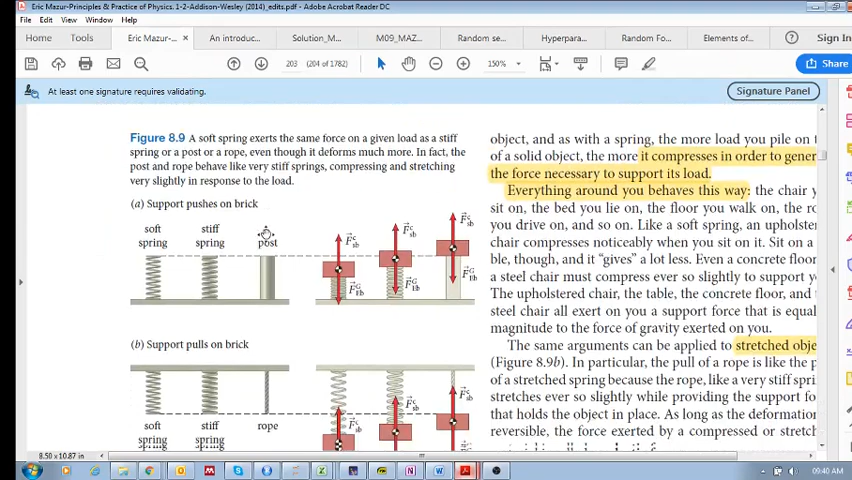 Eric Mazur-Principles & Practice of Physics. 1-2-Addison-Wesley (2014)_edits.pdf - Adobe Acrobat Reader DC
File Edit View Window Help
Home Tools Eric Mazur-... × An introduc... Solution_M... M09_MAZ... Random se... Hyperpara... Random Fo... Elements of... Sign In
203 (204 of 1782) 150% Share
At least one signature requires validating. Signature Panel
Figure 8.9 A soft spring exerts the same force on a given load as a stiff
spring or a post or a rope, even though it deforms much more. In fact, the
post and rope behave like very stiff springs, compressing and stretching
very slightly in response to the load.
(a) Support pushes on brick
soft
spring
stiff
spring
post
F^c_sb
F^c_sb
F^c_sb
F^G_Eb
F^G_Eb
F^G_Eb
(b) Support pulls on brick
soft
spring
stiff
spring
rope
F^c_sb
F^c_sb
F^c_sb
object, and as with a spring, the more load you pile on
of a solid object, the more it compresses in order to gener
the force necessary to support its load.
Everything around you behaves this way: the chair
sit on, the bed you lie on, the floor you walk on, the
you drive on, and so on. Like a soft spring, an upholst
chair compresses noticeably when you sit on it. Sit on a
ble, though, and it “gives” a lot less. Even a concrete floor
a steel chair must compress ever so slightly to support
The upholstered chair, the table, the concrete floor, and
steel chair all exert on you a support force that is equal
magnitude to the force of gravity exerted on you.
The same arguments can be applied to stretched obje
(Figure 8.9b). In particular, the pull of a rope is like the p
of a stretched spring because the rope, like a very stiff spri
stretches ever so slightly while providing the support fo
that holds the object in place. As long as the deformation
reversible, the force exerted by a compressed or stretch
8.50 x 10.87 in
09:40 AM